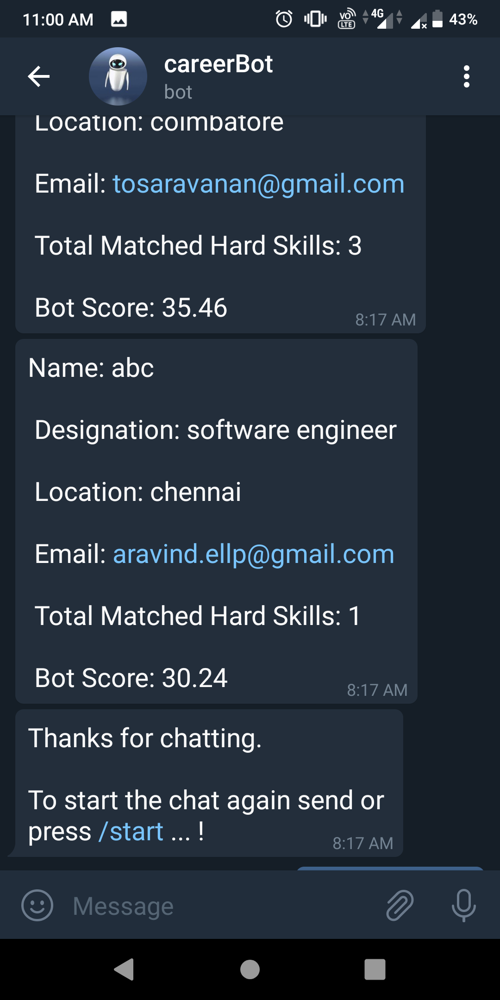 11:00 AM
VO LTE 4G 43%
careerBot
bot
Location: coimbatore
Email: tosaravanan@gmail.com
Total Matched Hard Skills: 3
Bot Score: 35.46
8:17 AM
Name: abc
Designation: software engineer
Location: chennai
Email: aravind.ellp@gmail.com
Total Matched Hard Skills: 1
Bot Score: 30.24
8:17 AM
Thanks for chatting.
To start the chat again send or
press /start ... !
8:17 AM
Message